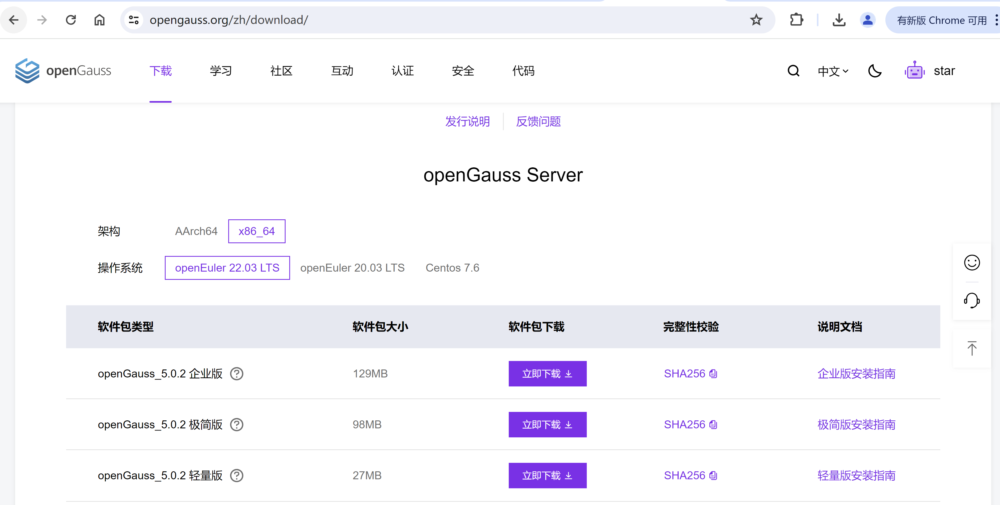 opengauss.org/zh/download/
有新版 Chrome 可用
openGauss 下载 学习 社区 互动 认证 安全 代码 中文 star
发行说明 反馈问题
openGauss Server
架构 AArch64 x86_64
操作系统 openEuler 22.03 LTS openEuler 20.03 LTS Centos 7.6
软件包类型 软件包大小 软件包下载 完整性校验 说明文档
openGauss_5.0.2 企业版 129MB 立即下载 SHA256 企业版安装指南
openGauss_5.0.2 极简版 98MB 立即下载 SHA256 极简版安装指南
openGauss_5.0.2 轻量版 27MB 立即下载 SHA256 轻量版安装指南